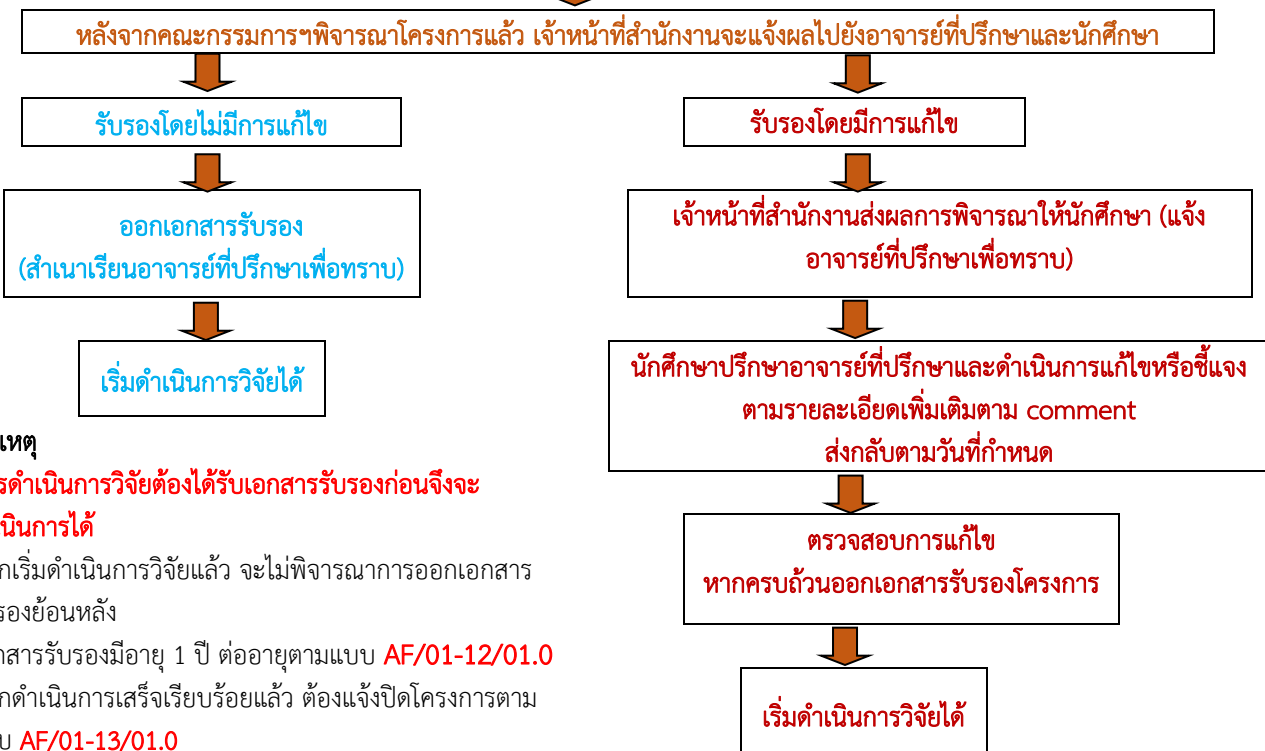 หลังจากคณะกรรมการฯพิจารณาโครงการแล้ว เจ้าหน้าที่สำนักงานจะแจ้งผลไปยังอาจารย์ที่ปรึกษาและนักศึกษา
รับรองโดยไม่มีการแก้ไข
ออกเอกสารรับรอง
(สำเนาเรียนอาจารย์ที่ปรึกษาเพื่อทราบ)
เริ่มดำเนินการวิจัยได้
รับรองโดยมีการแก้ไข
เจ้าหน้าที่สำนักงานส่งผลการพิจารณาให้นักศึกษา (แจ้ง
อาจารย์ที่ปรึกษาเพื่อทราบ)
นักศึกษาปรึกษาอาจารย์ที่ปรึกษาและดำเนินการแก้ไขหรือชี้แจง
ตามรายละเอียดเพิ่มเติมตาม comment
ส่งกลับตามวันที่กำหนด
ตรวจสอบการแก้ไข
หากครบถ้วนออกเอกสารรับรองโครงการ
เริ่มดำเนินการวิจัยได้
เหตุ
รดำเนินการวิจัยต้องได้รับเอกสารรับรองก่อนจึงจะ
เนินการได้
กเริ่มดำเนินการวิจัยแล้ว จะไม่พิจารณาการออกเอกสาร
รองย้อนหลัง
กสารรับรองมีอายุ 1 ปี ต่ออายุตามแบบ AF/01-12/01.0
กดำเนินการเสร็จเรียบร้อยแล้ว ต้องแจ้งปิดโครงการตาม
บ AF/01-13/01.0